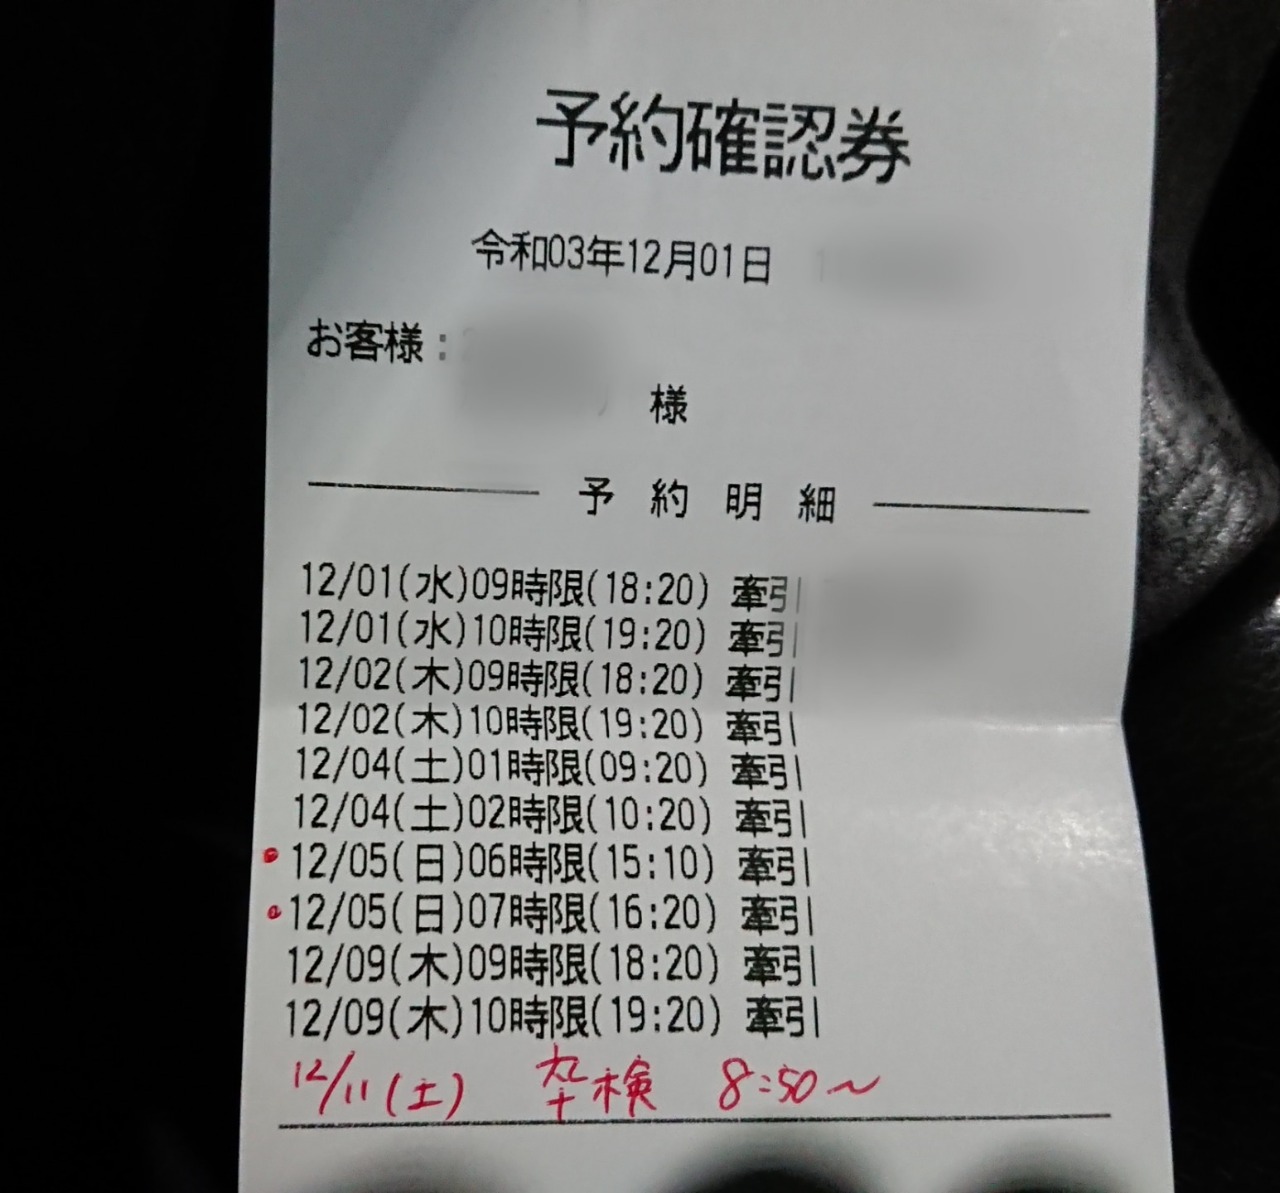 予約確認券
令和03年12月01日
お客様:
様
予約明細
12/01(水)09時限(18:20) 牽引
12/01(水)10時限(19:20) 牽引
12/02(木)09時限(18:20) 牽引
12/02(木)10時限(19:20) 牽引
12/04(土)01時限(09:20) 牽引
12/04(土)02時限(10:20) 牽引
12/05(日)06時限(15:10) 牽引
12/05(日)07時限(16:20) 牽引
12/09(木)09時限(18:20) 牽引
12/09(木)10時限(19:20) 牽引
12/11(土) 卆検 8:50~